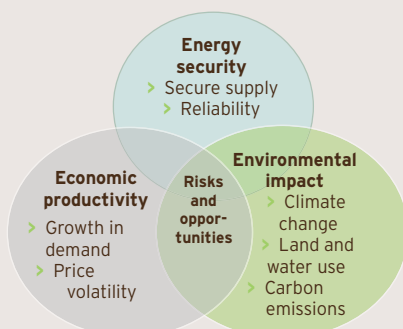 Energy
security
> Secure supply
> Reliability
Economic
productivity
> Growth in
demand
> Price
volatility
Risks
and
oppor-
tunities
Environmental
impact
> Climate
change
> Land and
water use
> Carbon
emissions